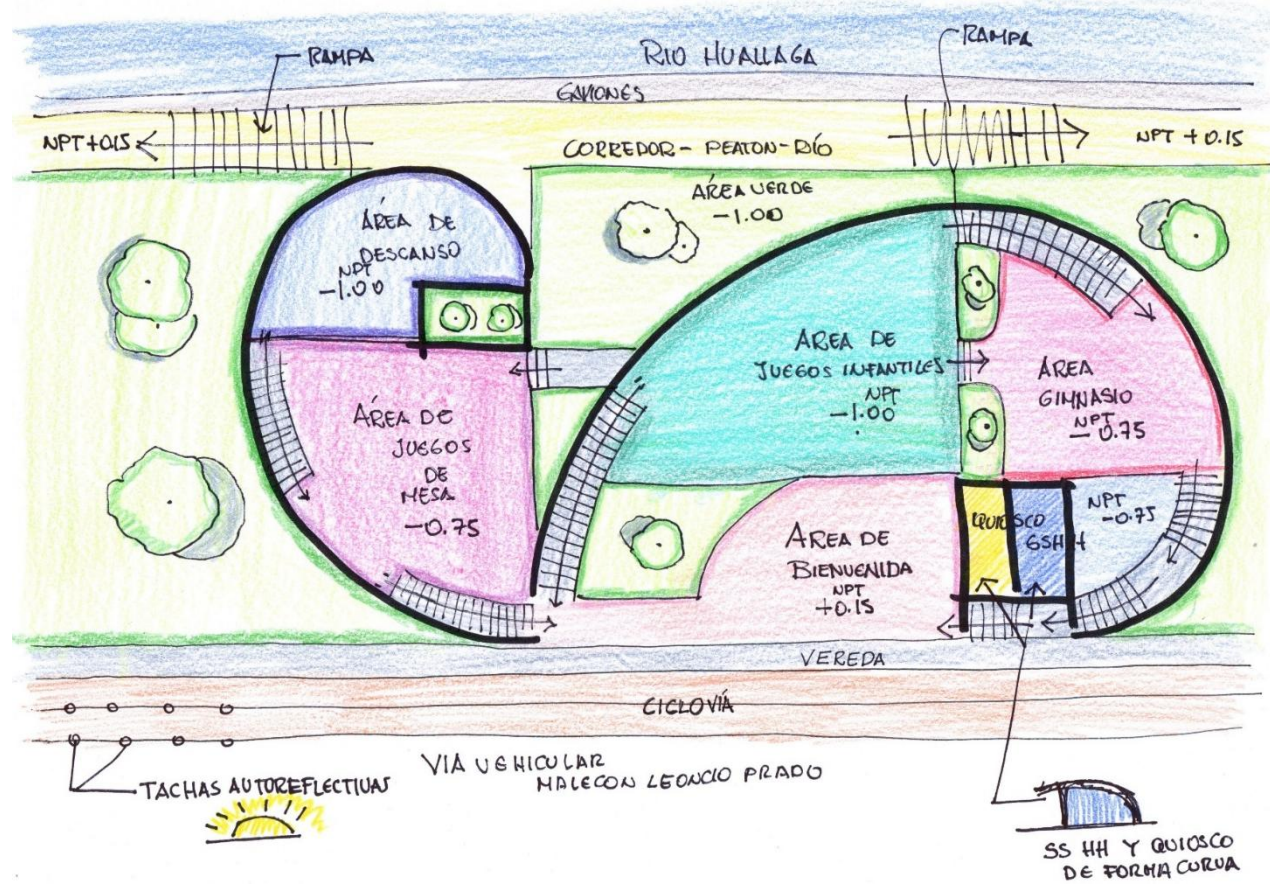 RAMPA
RIO HUALLAGA
RAMPA
GAVIONES
NPT+0.15
CORREDOR - PEATON - RÍO
NPT + 0.15
ÁREA VERDE
-1.00
ÁREA DE
DESCANSO
NPT
-1.00
ÁREA DE
JUEGOS INFANTILES
NPT
-1.00
ÁREA
GIMNASIO
NPT
-0.75
ÁREA DE
JUEGOS
DE
MESA
-0.75
QUIOSCO
NPT
-0.75
AREA DE
BIENVENIDA
NPT
+0.15
VEREDA
CICLOVÍA
VIA VEHICULAR
MALECON LEONCIO PRADO
TACHAS AUTOREFLECTIVAS
SS HH Y QUIOSCO
DE FORMA CURVA